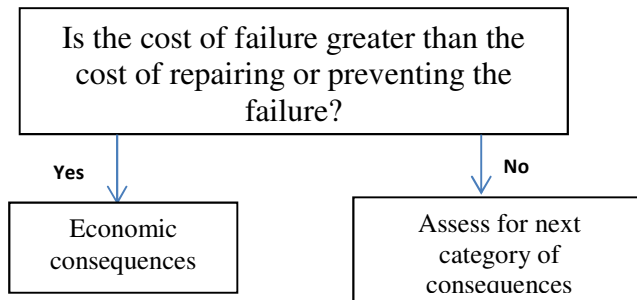 Is the cost of failure greater than the
cost of repairing or preventing the
failure?
Yes
No
Economic
consequences
Assess for next
category of
consequences